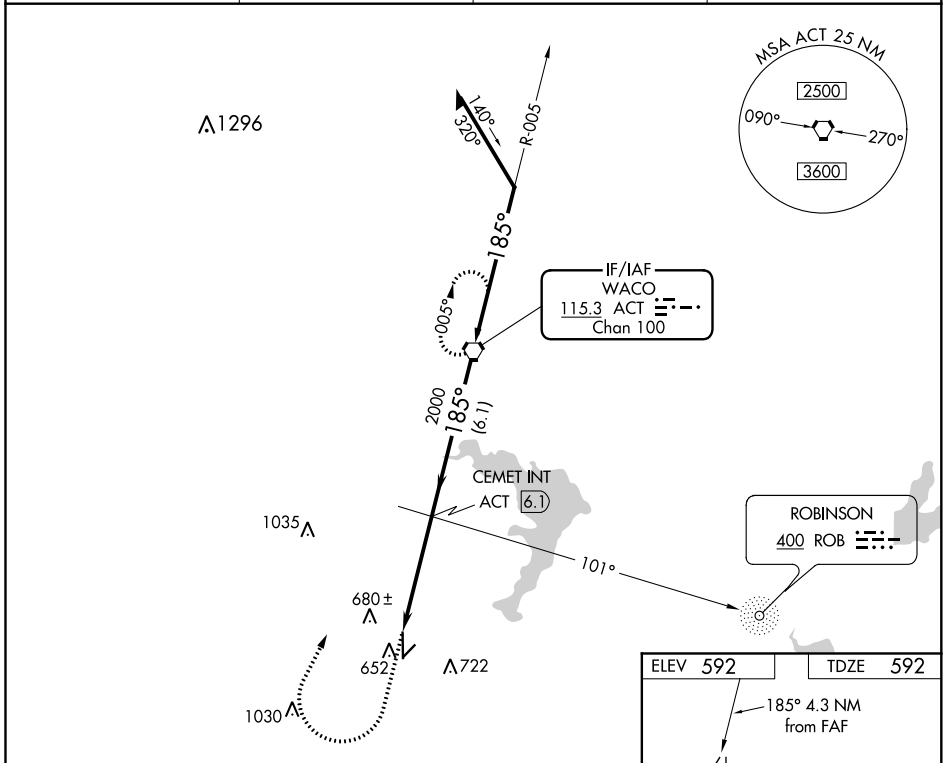 MSA ACT 25 NM
2500
090°
270°
3600
R-005
140°
320°
1296
185°
IF/IAF
WACO
115.3 ACT
Chan 100
005°
2000
185°
(6.1)
CEMET INT
ACT 6.1
ROBINSON
400 ROB
1035
101°
680 ±
652
722
1030
ELEV 592
TDZE 592
185° 4.3 NM
from FAF